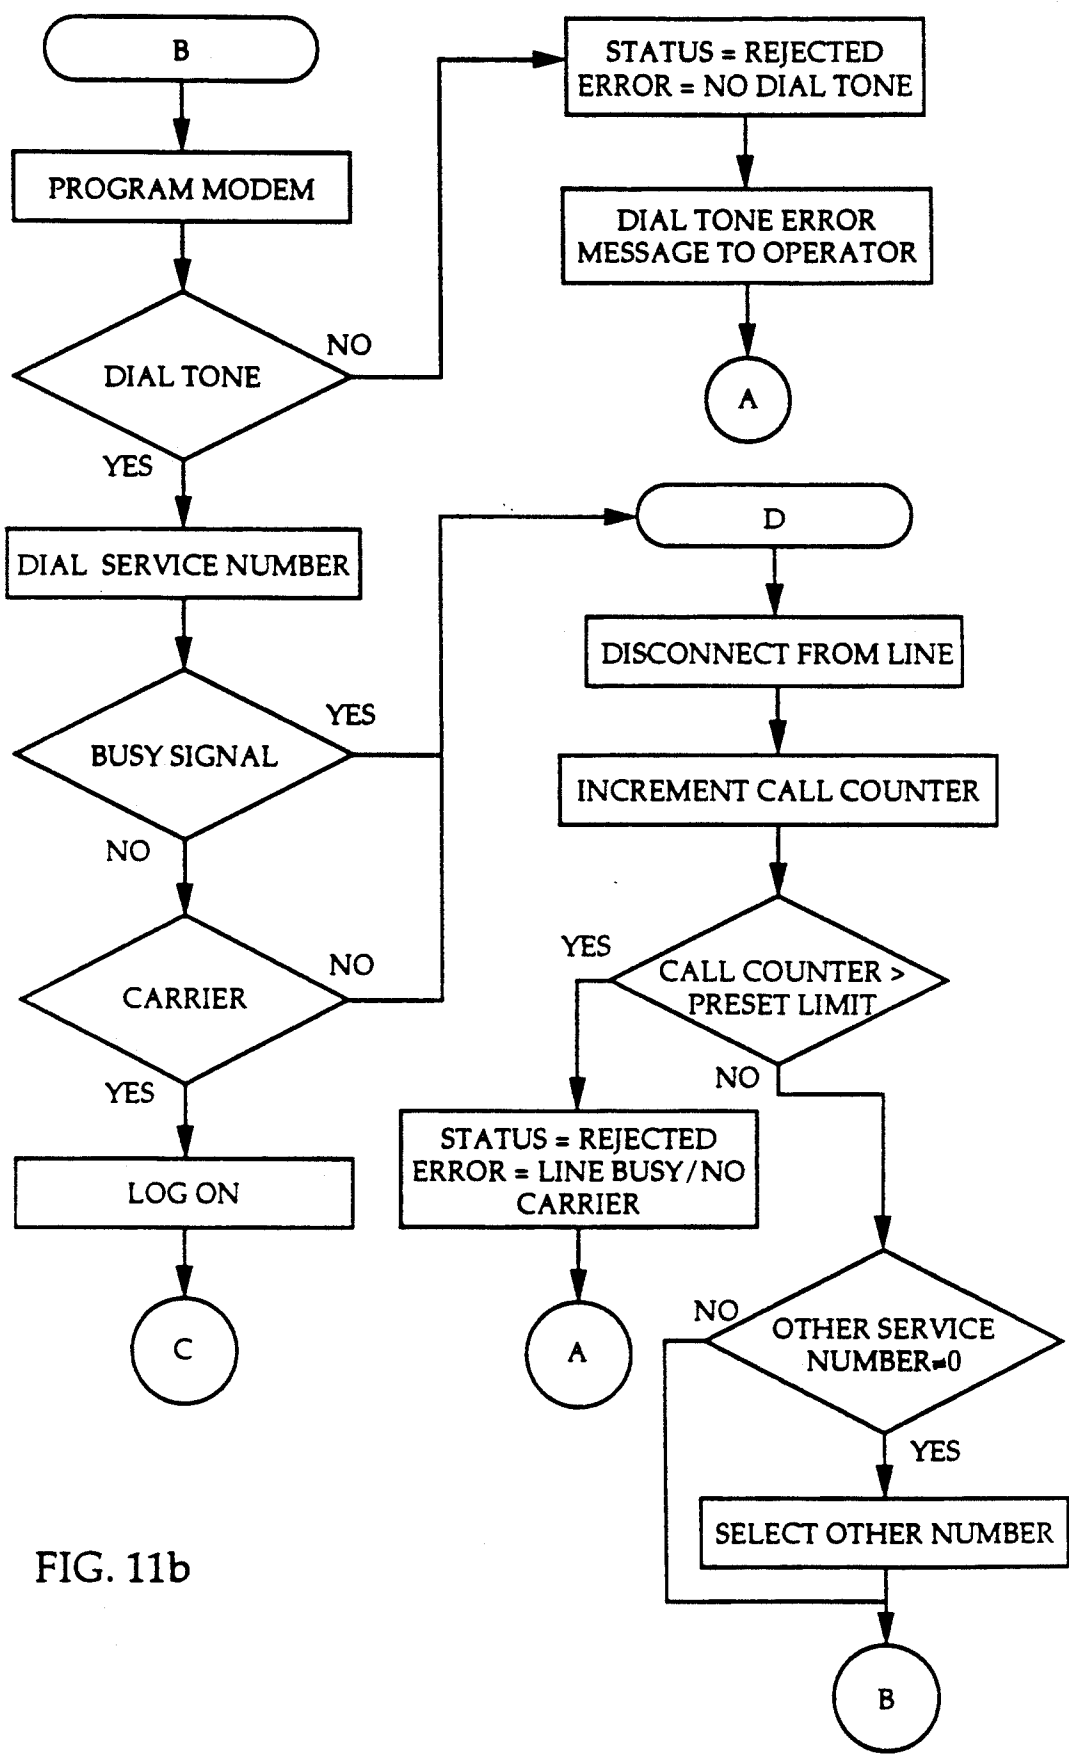 B
PROGRAM MODEM
DIAL TONE
NO
YES
STATUS = REJECTED
ERROR = NO DIAL TONE
DIAL TONE ERROR
MESSAGE TO OPERATOR
A
DIAL SERVICE NUMBER
BUSY SIGNAL
YES
NO
CARRIER
NO
YES
LOG ON
C
D
DISCONNECT FROM LINE
INCREMENT CALL COUNTER
CALL COUNTER >
PRESET LIMIT
YES
NO
STATUS = REJECTED
ERROR = LINE BUSY/NO
CARRIER
A
OTHER SERVICE
NUMBER≠0
NO
YES
SELECT OTHER NUMBER
B
FIG. 11b